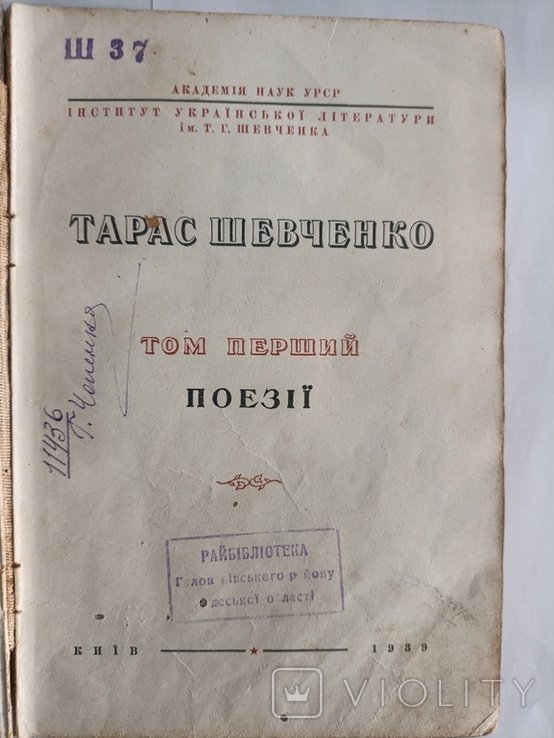 Ш 37
АКАДЕМІЯ НАУК УРСР
ІНСТИТУТ УКРАЇНСЬКОЇ ЛІТЕРАТУРИ
ім. Т. Г. ШЕВЧЕНКА
ТАРАС ШЕВЧЕНКО
ТОМ ПЕРШИЙ
ПОЕЗІЇ
11436
РАЙБІБЛІОТЕКА
області
КИЇВ 1939
VIOLITY